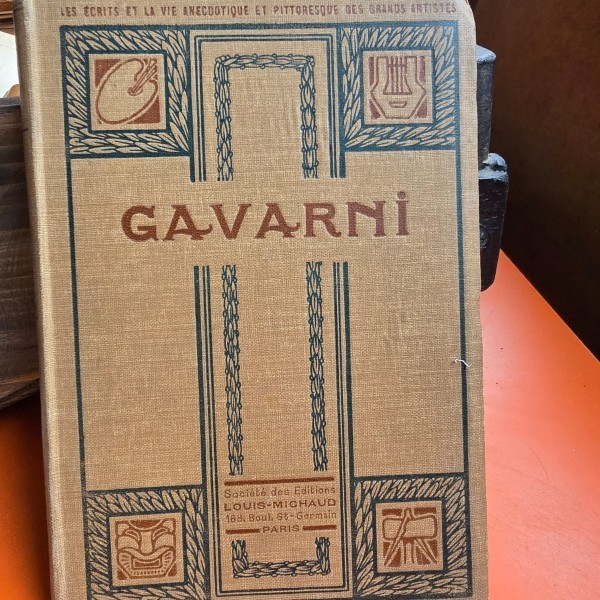 LES ÉCRITS ET LA VIE ANECDOTIQUE ET PITTORESQUE DES GRANDS ARTISTES
GAVARNi
Société des Editions
LOUIS-MICHAUD
168, Boul. St-Germain
PARIS